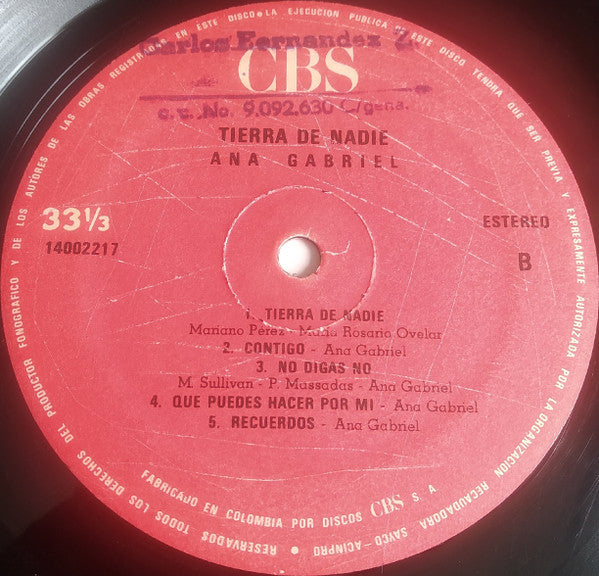 RESERVADOS TODOS LOS DERECHOS DEL PRODUCTOR FONOGRAFICO Y DE LOS AUTORES DE LAS OBRAS REGISTRADAS EN ESTE DISCO • LA EJECUCION PUBLICA DE ESTE DISCO TENDRA QUE SER PREVIA Y EXPRESAMENTE AUTORIZADA POR LA ORGANIZACION RECAUDADORA SAYCO-ACINPRO
Carlos Fernandez Z.
CBS
c.c. No. 9.092.630 C/gena.
TIERRA DE NADIE
ANA GABRIEL
33⅓
ESTEREO
14002217
B
1. TIERRA DE NADIE
Mariano Pérez - María Rosario Ovelar
2. CONTIGO - Ana Gabriel
3. NO DIGAS NO
M. Sullivan - P. Massadas - Ana Gabriel
4. QUE PUEDES HACER POR MI - Ana Gabriel
5. RECUERDOS - Ana Gabriel
FABRICADO EN COLOMBIA POR DISCOS CBS S A